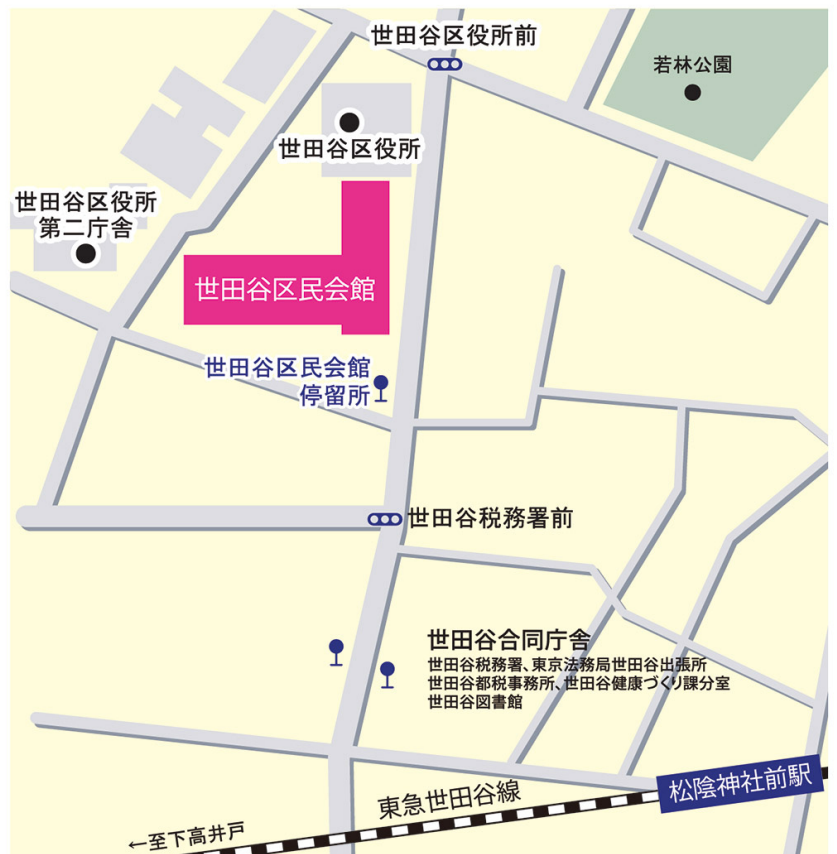 世田谷区役所前
若林公園
世田谷区役所
世田谷区役所
第二庁舎
世田谷区民会館
世田谷区民会館
停留所
世田谷税務署前
世田谷合同庁舎
世田谷税務署、東京法務局世田谷出張所
世田谷都税事務所、世田谷健康づくり課分室
世田谷図書館
松陰神社前駅
東急世田谷線
←至下高井戸